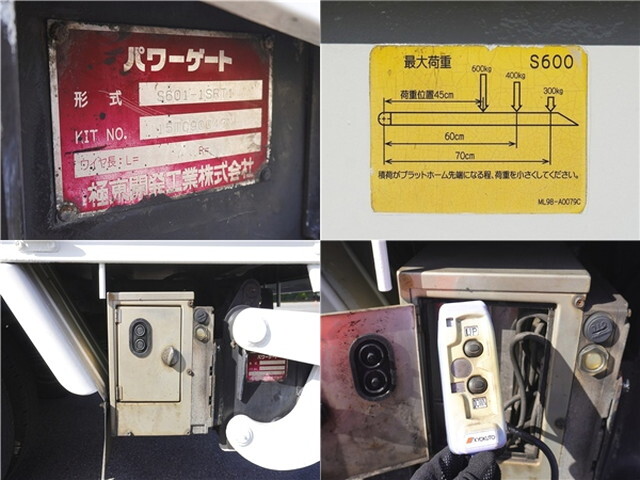 パワーゲート
形 式 S601-1SRT1
KIT NO.
ワイヤ長:L= R=
極東開発工業株式会社
最大荷重 S600
600kg
400kg
300kg
荷重位置45cm
60cm
70cm
積荷がプラットホーム先端になる程、荷重を小さくしてください。
ML98-A0079C
UP
DOWN
KYOKUTO